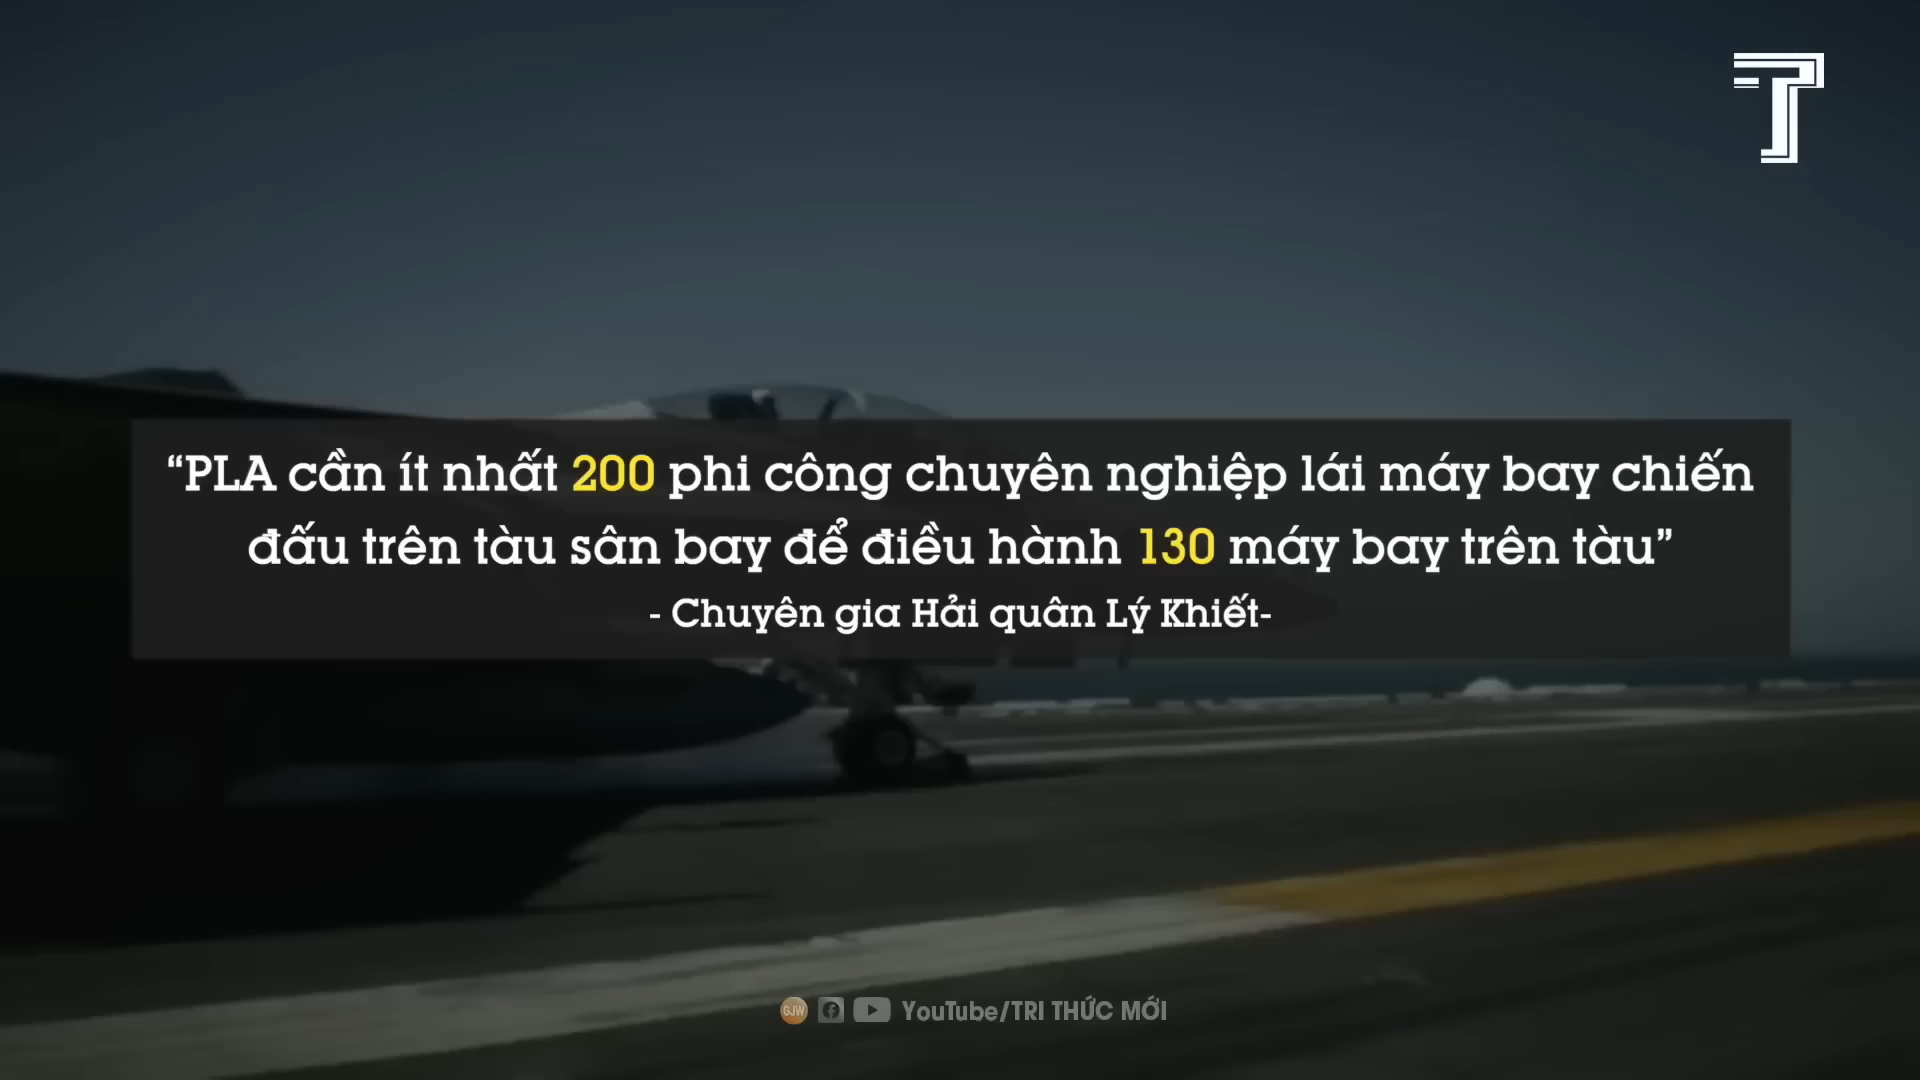 “PLA cần ít nhất 200 phi công chuyên nghiệp lái máy bay chiến
đấu trên tàu sân bay để điều hành 130 máy bay trên tàu”
- Chuyên gia Hải quân Lý Khiết-
GJW YouTube/TRI THỨC MỚI